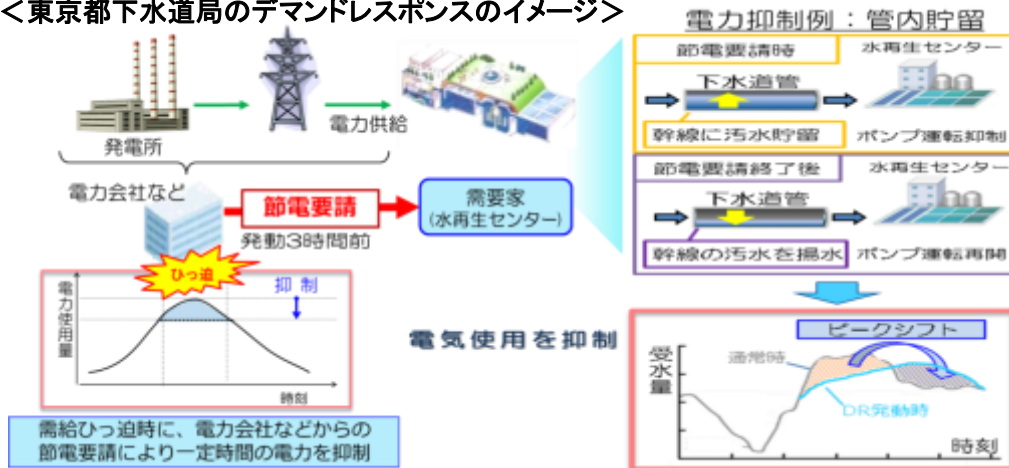 ＜東京都下水道局のデマンドレスポンスのイメージ＞
発電所
電力供給
電力会社など
節電要請
発動3時間前
需要家
(水再生センター)
ひっ迫
電力使用量
抑制
時刻
需給ひっ迫時に、電力会社などからの
節電要請により一定時間の電力を抑制
電気使用を抑制
電力抑制例：管内貯留
節電要請時
水再生センター
下水道管
幹線に汚水貯留
ポンプ運転抑制
節電要請終了後
水再生センター
下水道管
幹線の汚水を揚水
ポンプ運転再開
ピークシフト
受水量
通常時
DR発動時
時刻